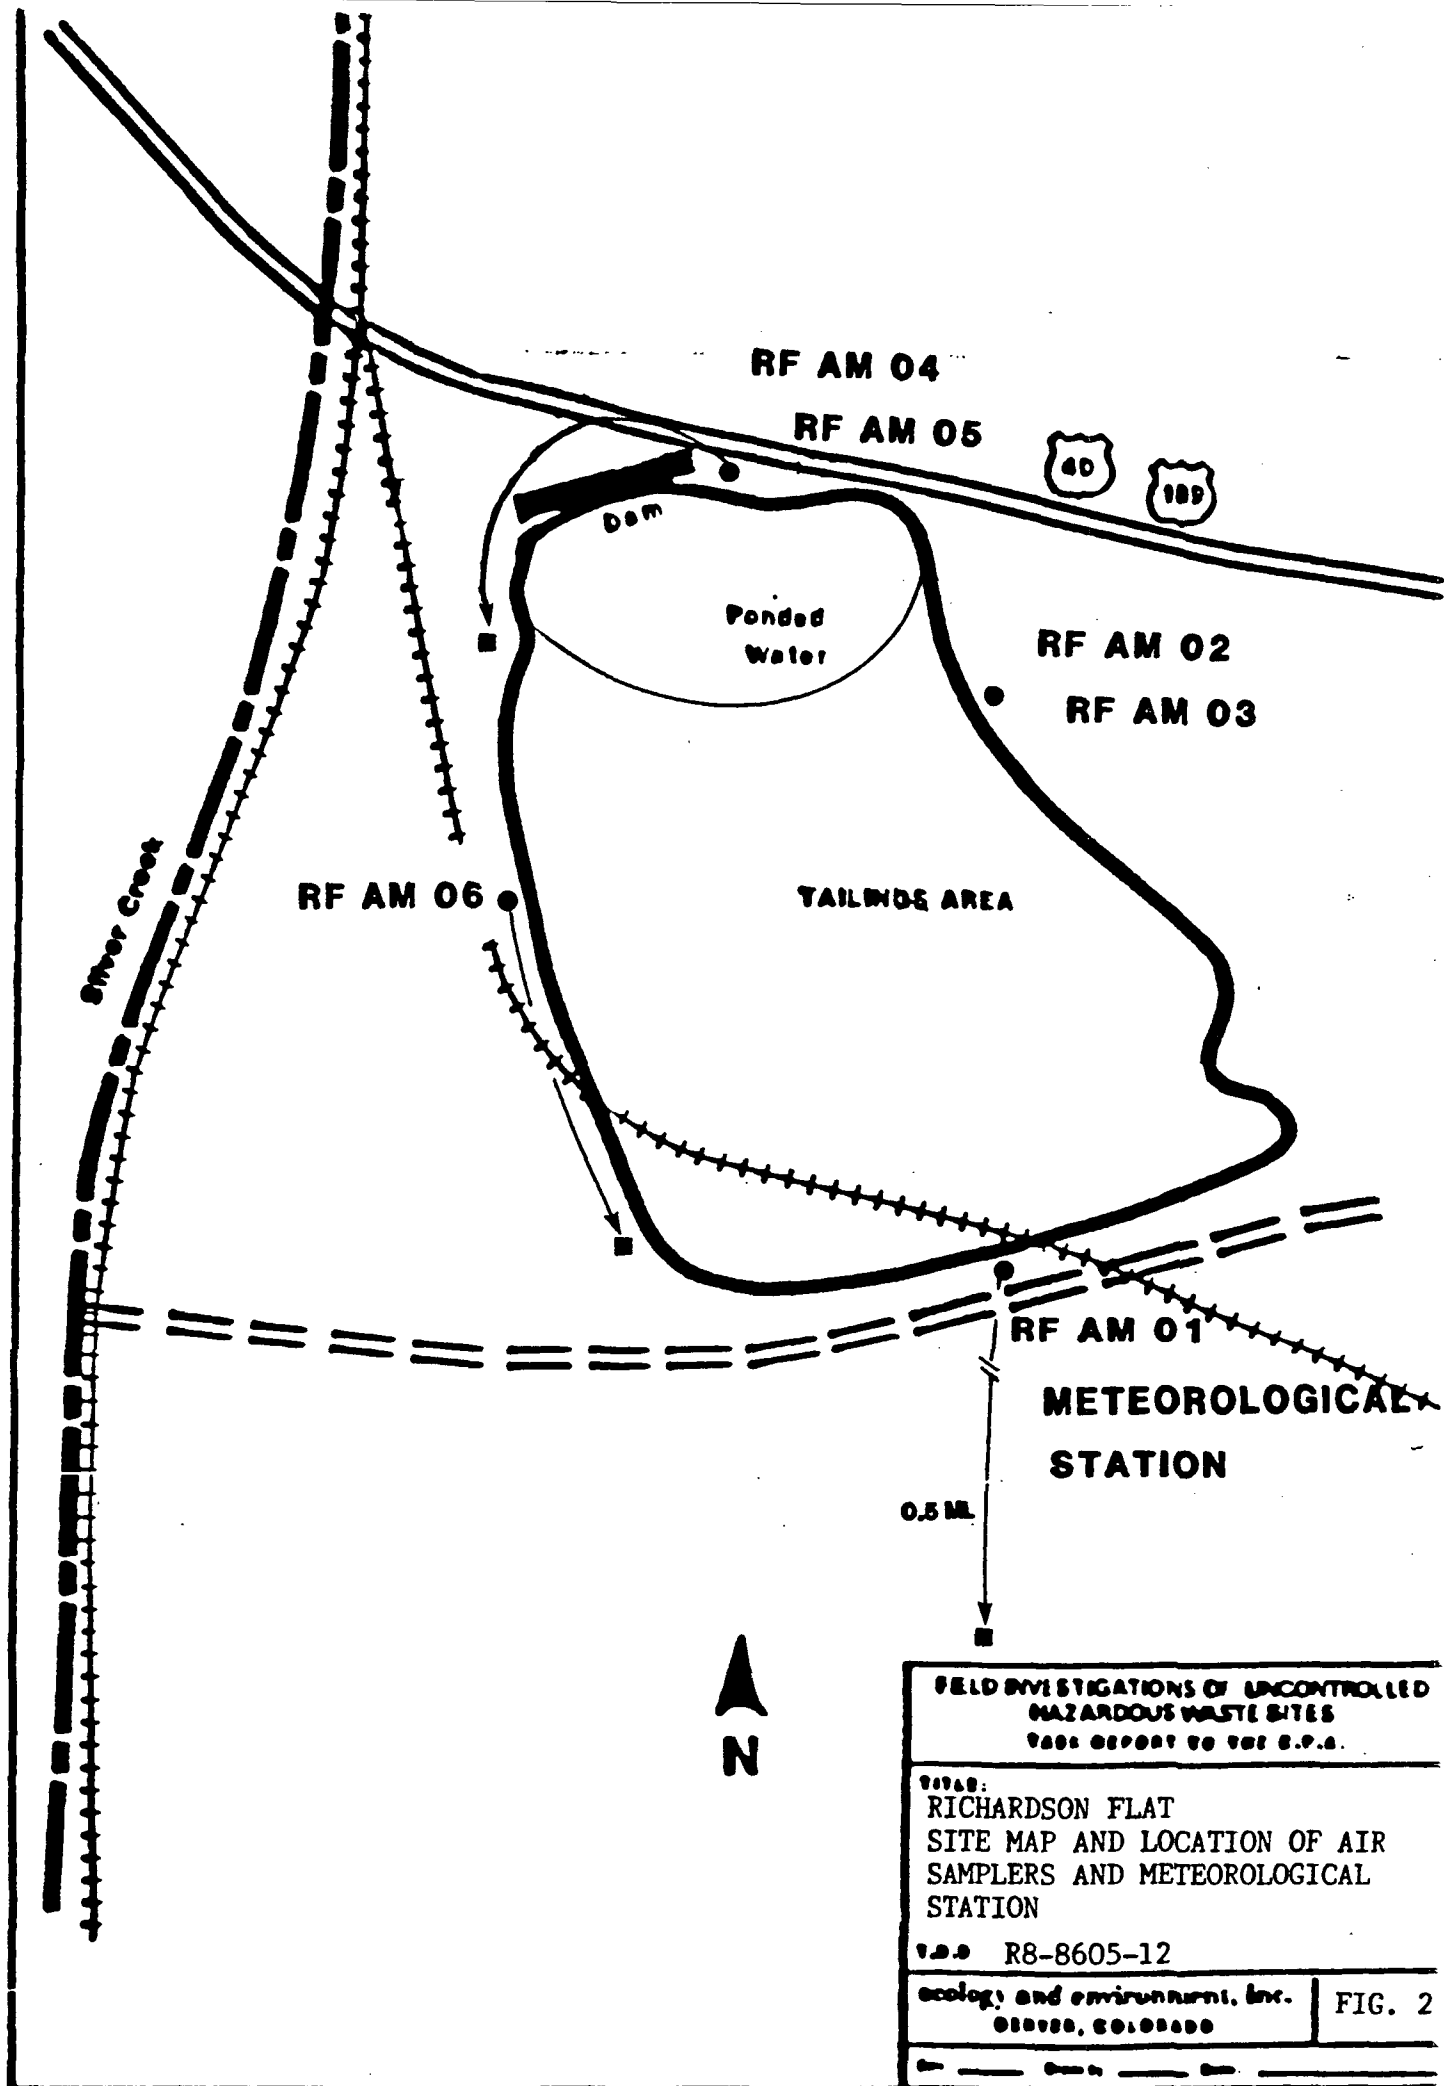 RF AM 04
RF AM 05
40
189
Dam
Ponded
Water
RF AM 02
RF AM 03
Silver Creek
RF AM 06
TAILINGS AREA
RF AM 01
METEOROLOGICAL
STATION
0.5 MI.
N
FIELD INVESTIGATIONS OF UNCONTROLLED
HAZARDOUS WASTE SITES
TASK REPORT TO THE E.P.A.
TITLE:
RICHARDSON FLAT
SITE MAP AND LOCATION OF AIR
SAMPLERS AND METEOROLOGICAL
STATION
T.D.D R8-8605-12
ecology and environment, inc.
DENVER, COLORADO
FIG. 2